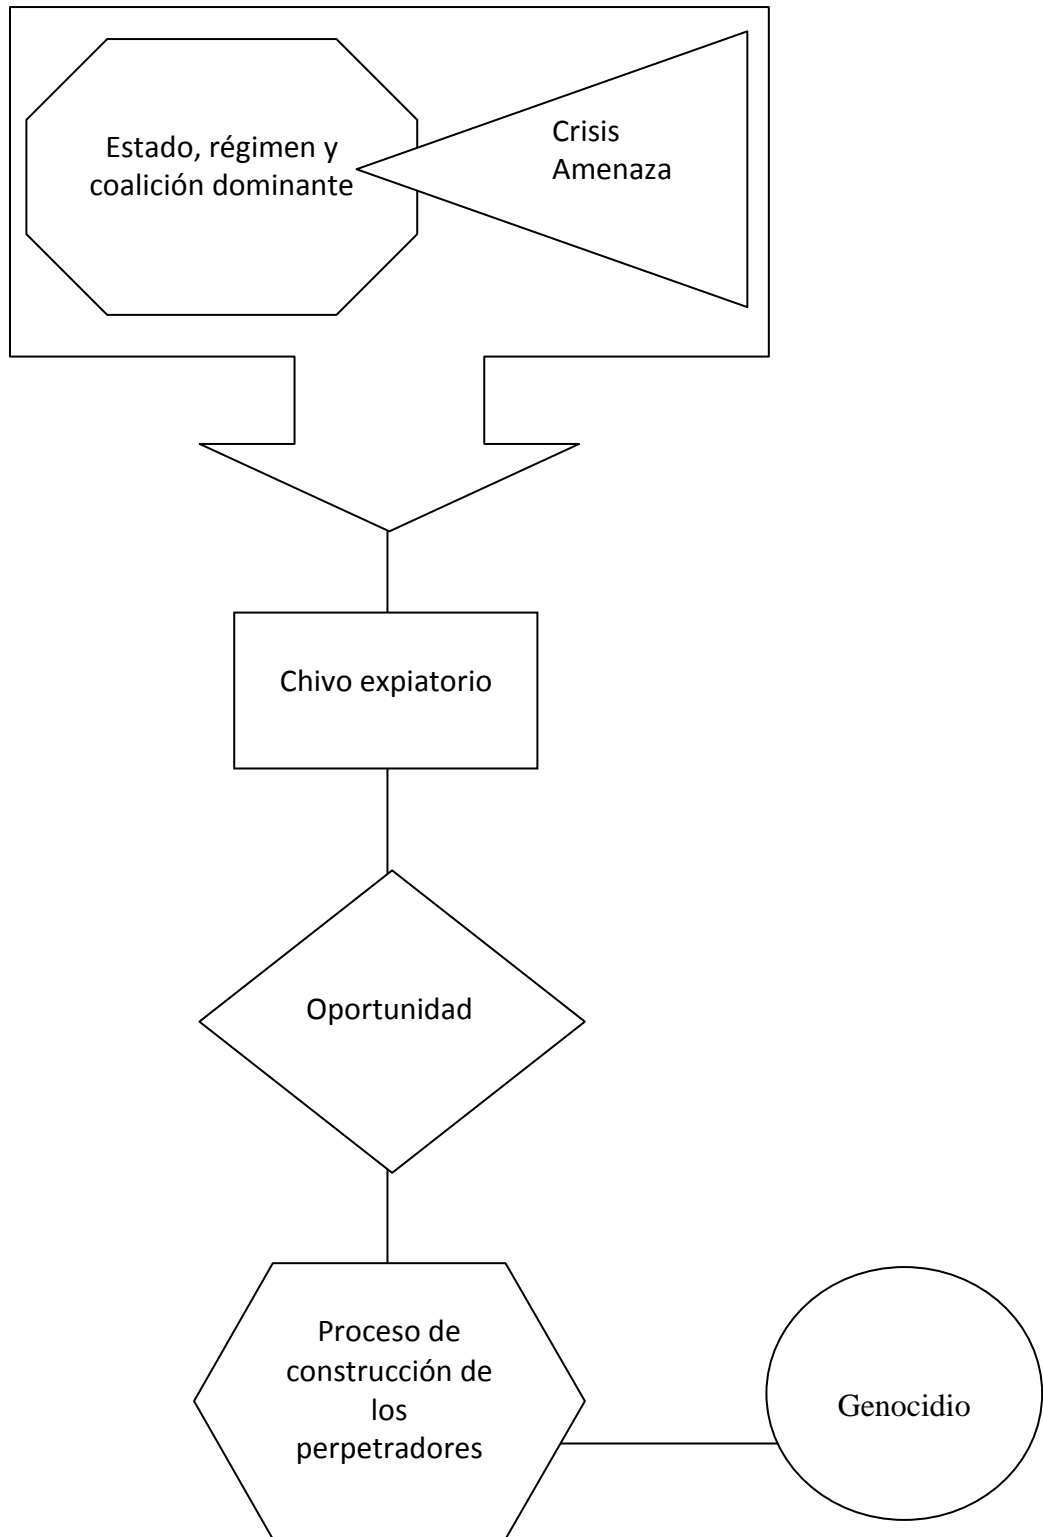 Estado, régimen y
coalición dominante
Crisis
Amenaza
Chivo expiatorio
Oportunidad
Proceso de
construcción de
los
perpetradores
Genocidio